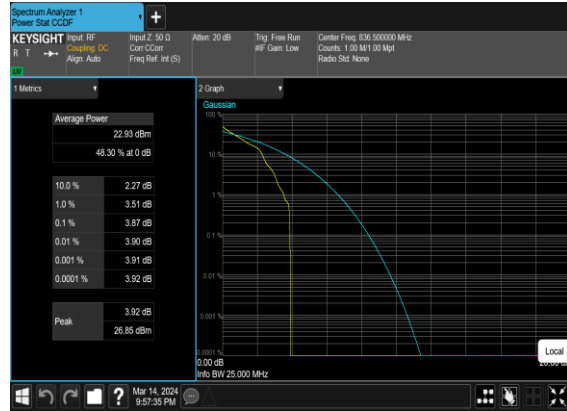 Spectrum Analyzer 1
Power Stat CCDF
KEYSIGHT
R T
LXI
Input: RF
Coupling: DC
Align: Auto
Input Z: 50 Ω
Corr CCorr
Freq Ref: Int (S)
Atten: 20 dB
Trig: Free Run
#IF Gain: Low
Center Freq: 836.500000 MHz
Counts: 1.00 M/1.00 Mpt
Radio Std: None
1 Metrics
Average Power
22.93 dBm
48.30 % at 0 dB
10.0 % 2.27 dB
1.0 % 3.51 dB
0.1 % 3.87 dB
0.01 % 3.90 dB
0.001 % 3.91 dB
0.0001 % 3.92 dB
Peak
3.92 dB
26.85 dBm
2 Graph
Gaussian
100 %
10 %
1 %
0.1 %
0.01 %
0.001 %
0.0001 %
0.00 dB
Info BW 25.000 MHz
Local
?
Mar 14, 2024
9:57:35 PM